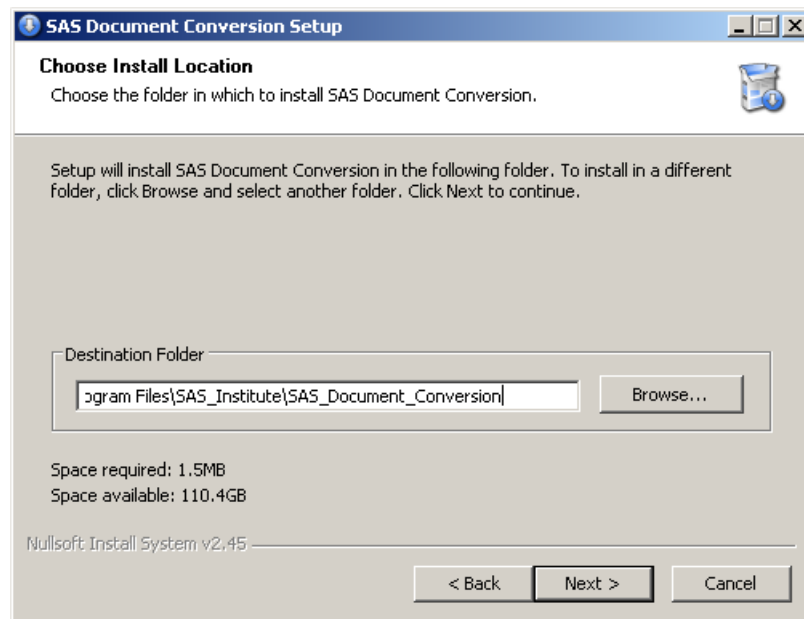 SAS Document Conversion Setup
Choose Install Location
Choose the folder in which to install SAS Document Conversion.
Setup will install SAS Document Conversion in the following folder. To install in a different
folder, click Browse and select another folder. Click Next to continue.
Destination Folder
ogram Files\SAS_Institute\SAS_Document_Conversion
Browse...
Space required: 1.5MB
Space available: 110.4GB
Nullsoft Install System v2.45
< Back
Next >
Cancel